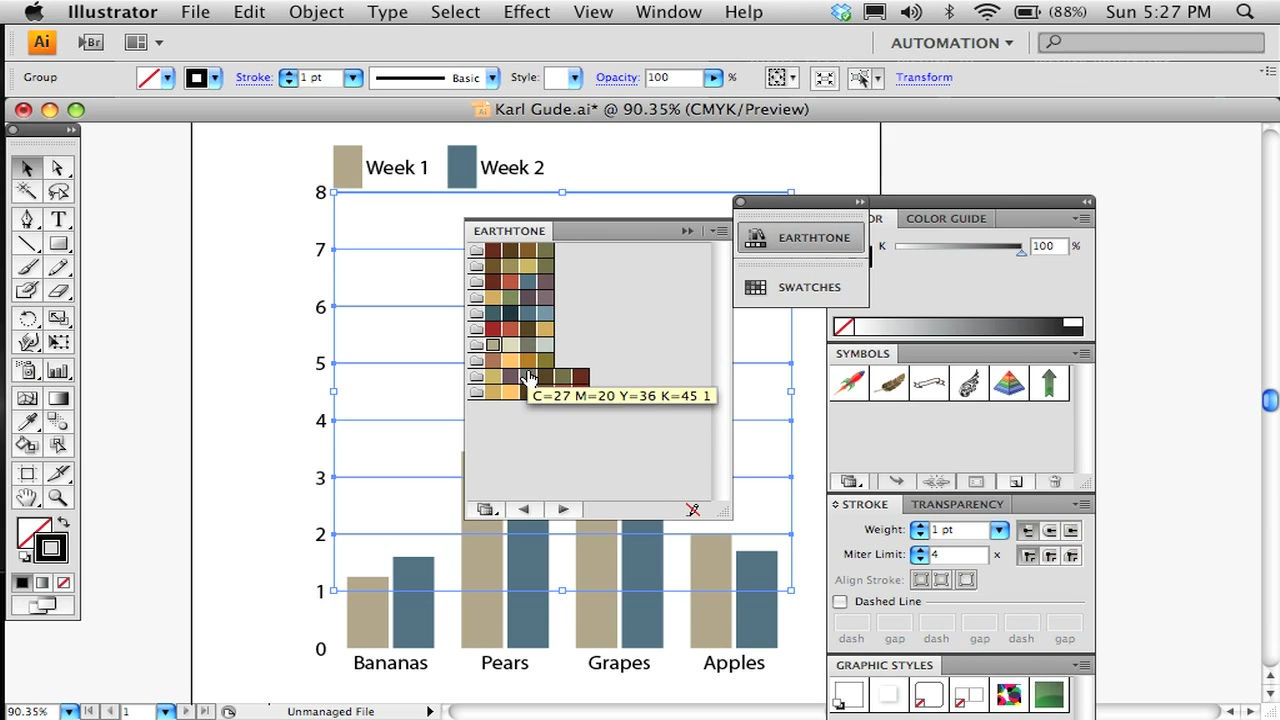 Illustrator File Edit Object Type Select Effect View Window Help (88%) Sun 5:27 PM
Ai Br AUTOMATION
Group Stroke: 1 pt Basic Style: Opacity: 100 % Transform
Karl Gude.ai* @ 90.35% (CMYK/Preview)
Week 1 Week 2
8
7
6
5
4
3
2
1
0
Bananas Pears Grapes Apples
EARTHTONE
C=27 M=20 Y=36 K=45 1
EARTHTONE
SWATCHES
OR COLOR GUIDE
K 100 %
SYMBOLS
STROKE TRANSPARENCY
Weight: 1 pt
Miter Limit: 4 x
Align Stroke:
Dashed Line
dash gap dash gap dash gap
GRAPHIC STYLES
T
90.35% 1 Unmanaged File